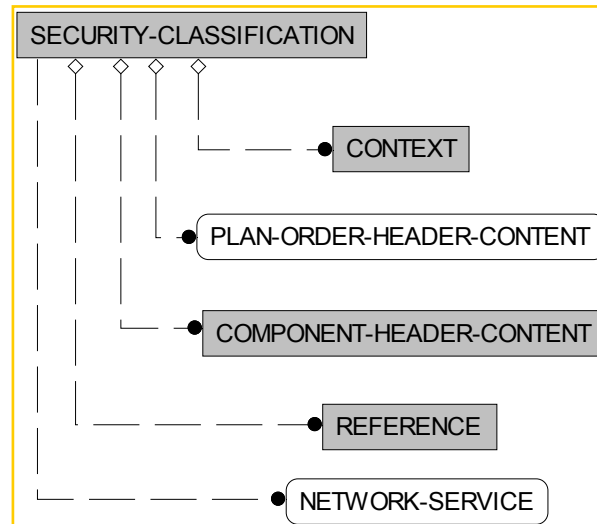 SECURITY-CLASSIFICATION
CONTEXT
PLAN-ORDER-HEADER-CONTENT
COMPONENT-HEADER-CONTENT
REFERENCE
NETWORK-SERVICE